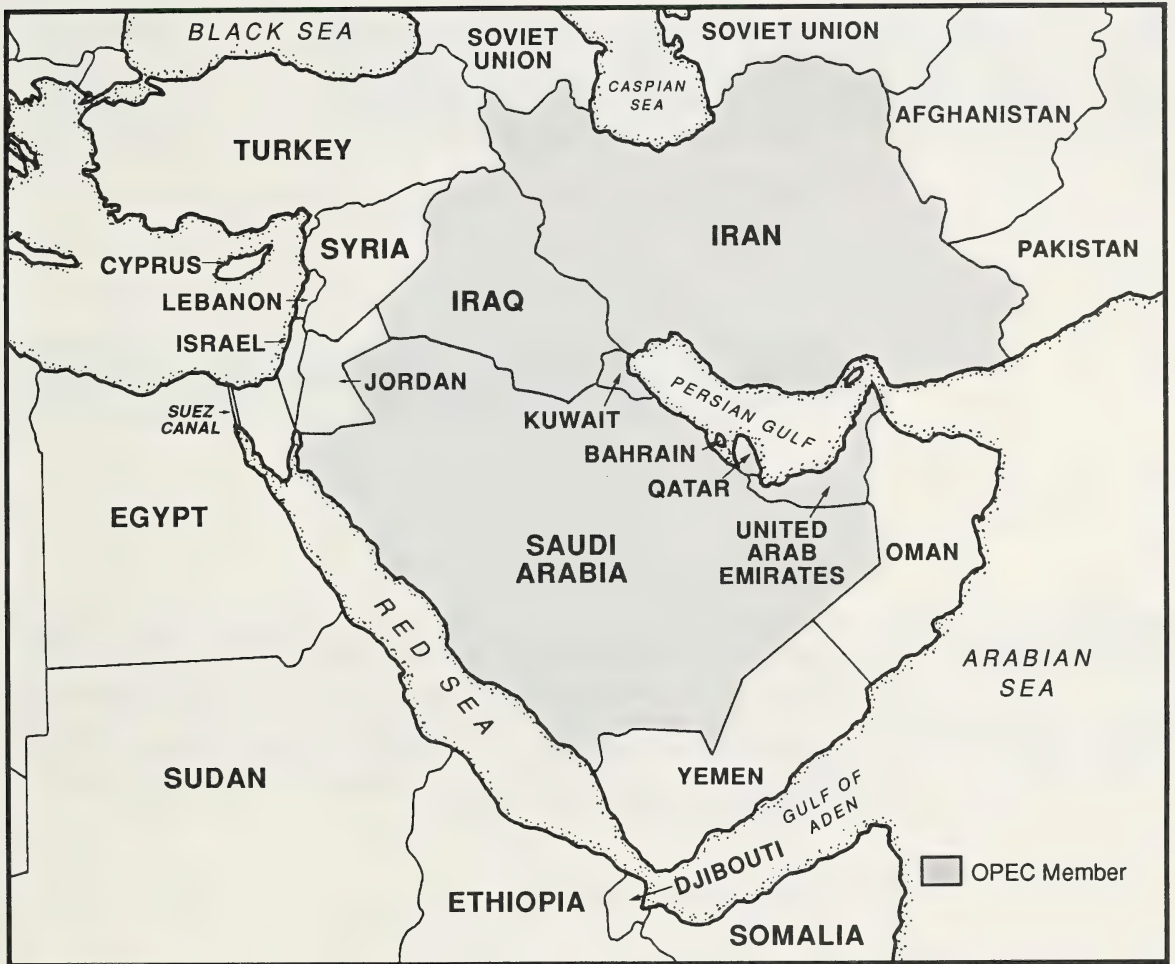 BLACK SEA
SOVIET
UNION
SOVIET UNION
CASPIAN
SEA
AFGHANISTAN
TURKEY
IRAN
SYRIA
PAKISTAN
CYPRUS
LEBANON
IRAQ
ISRAEL
JORDAN
SUEZ
CANAL
KUWAIT
PERSIAN GULF
BAHRAIN
QATAR
EGYPT
UNITED
ARAB
EMIRATES
SAUDI
ARABIA
OMAN
RED SEA
ARABIAN
SEA
SUDAN
YEMEN
GULF OF
ADEN
DJIBOUTI
OPEC Member
ETHIOPIA
SOMALIA